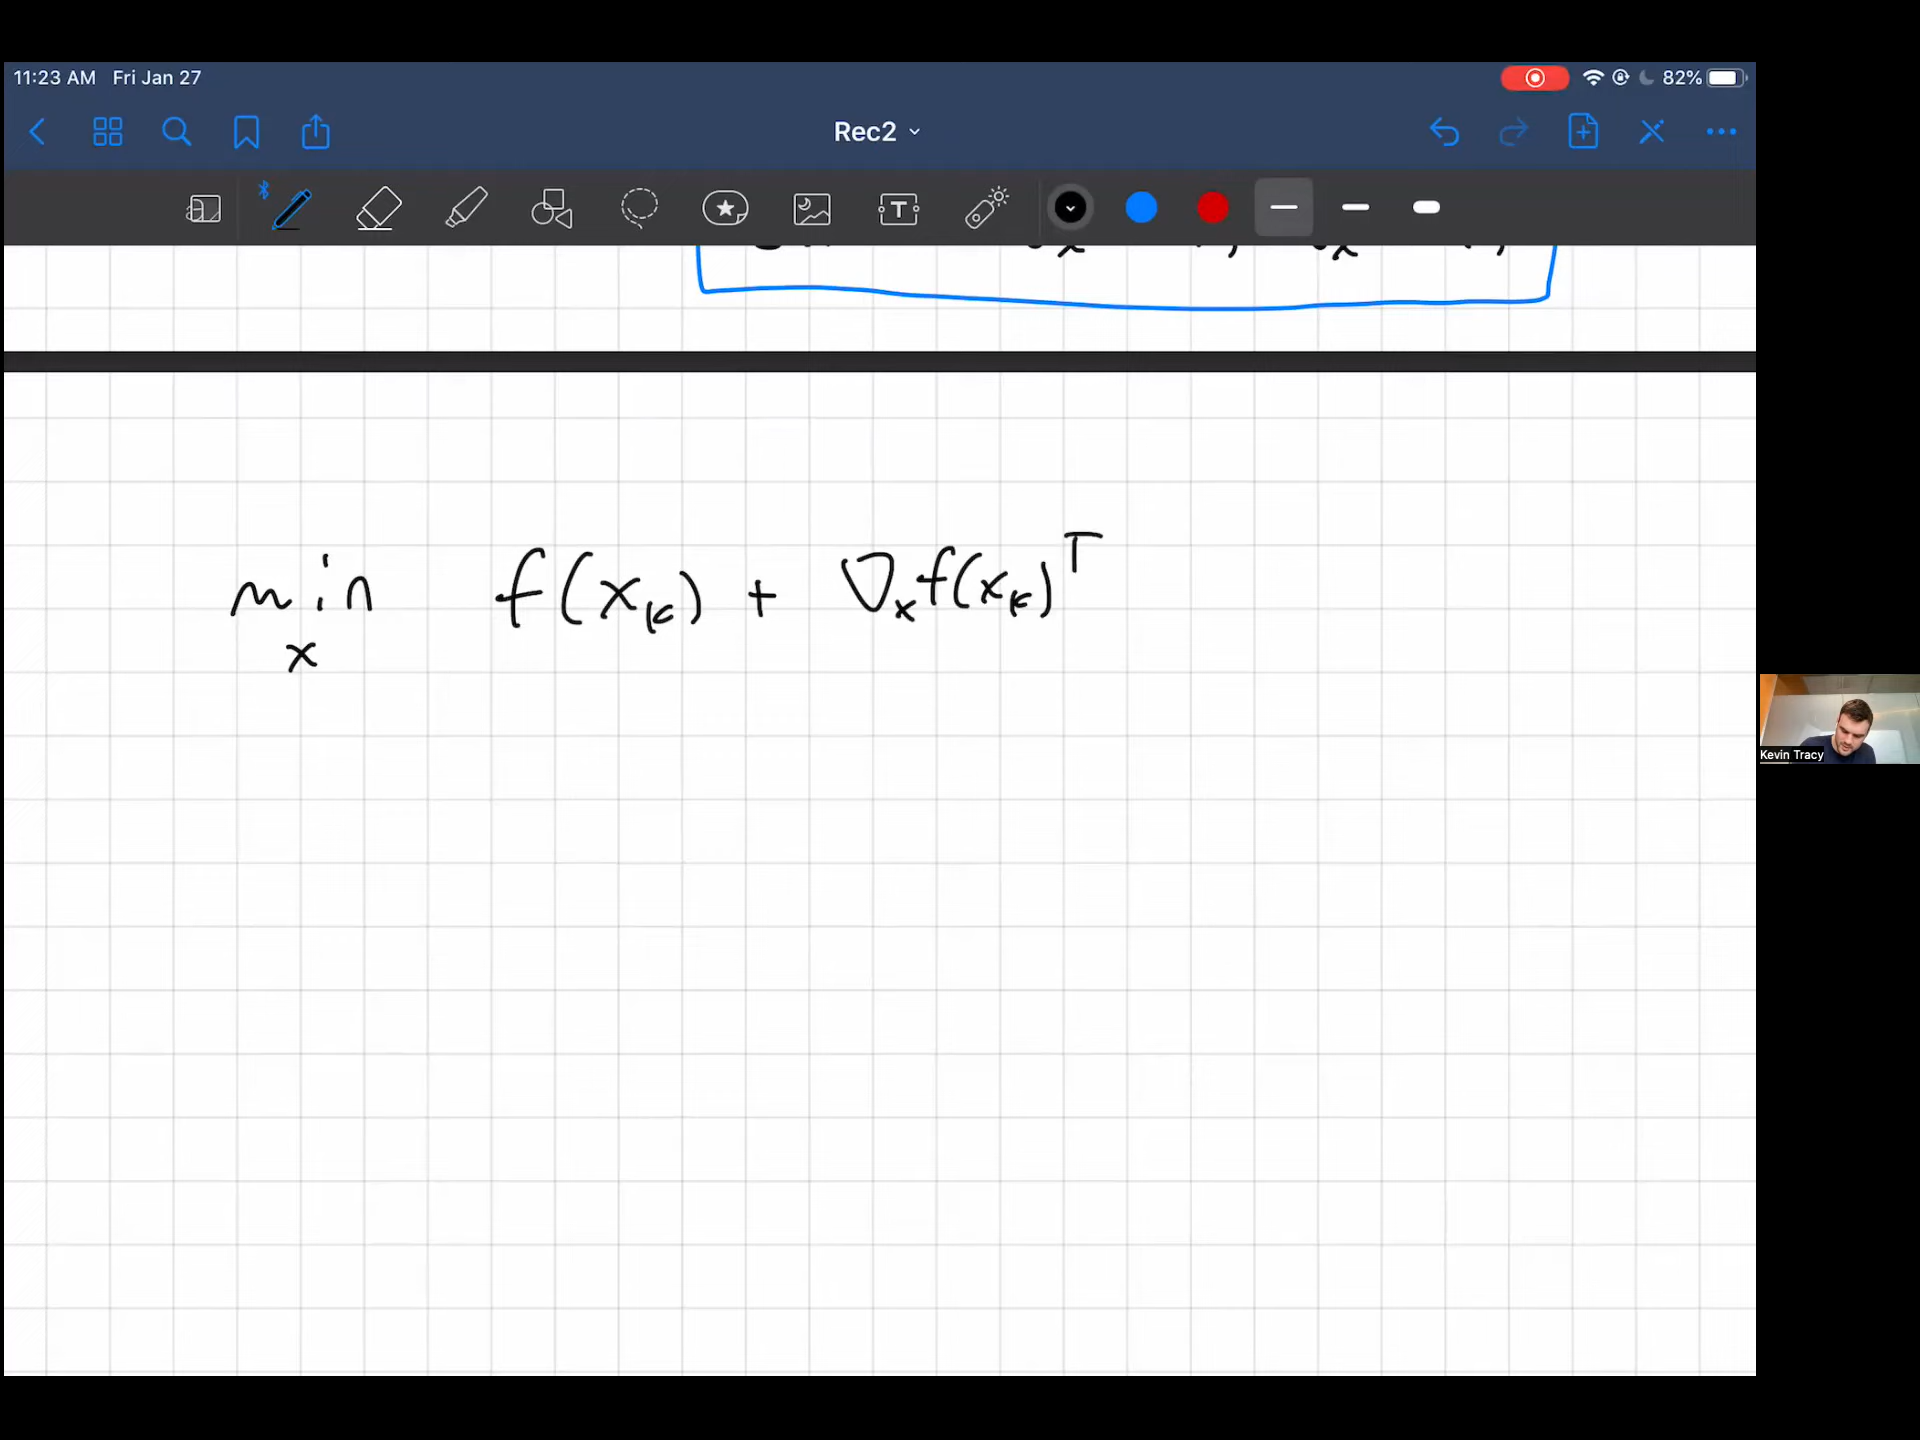 11:23 AM Fri Jan 27
82%
Rec2
T
min f(x_k) + ∇_x f(x_k)^T
x
Kevin Tracy